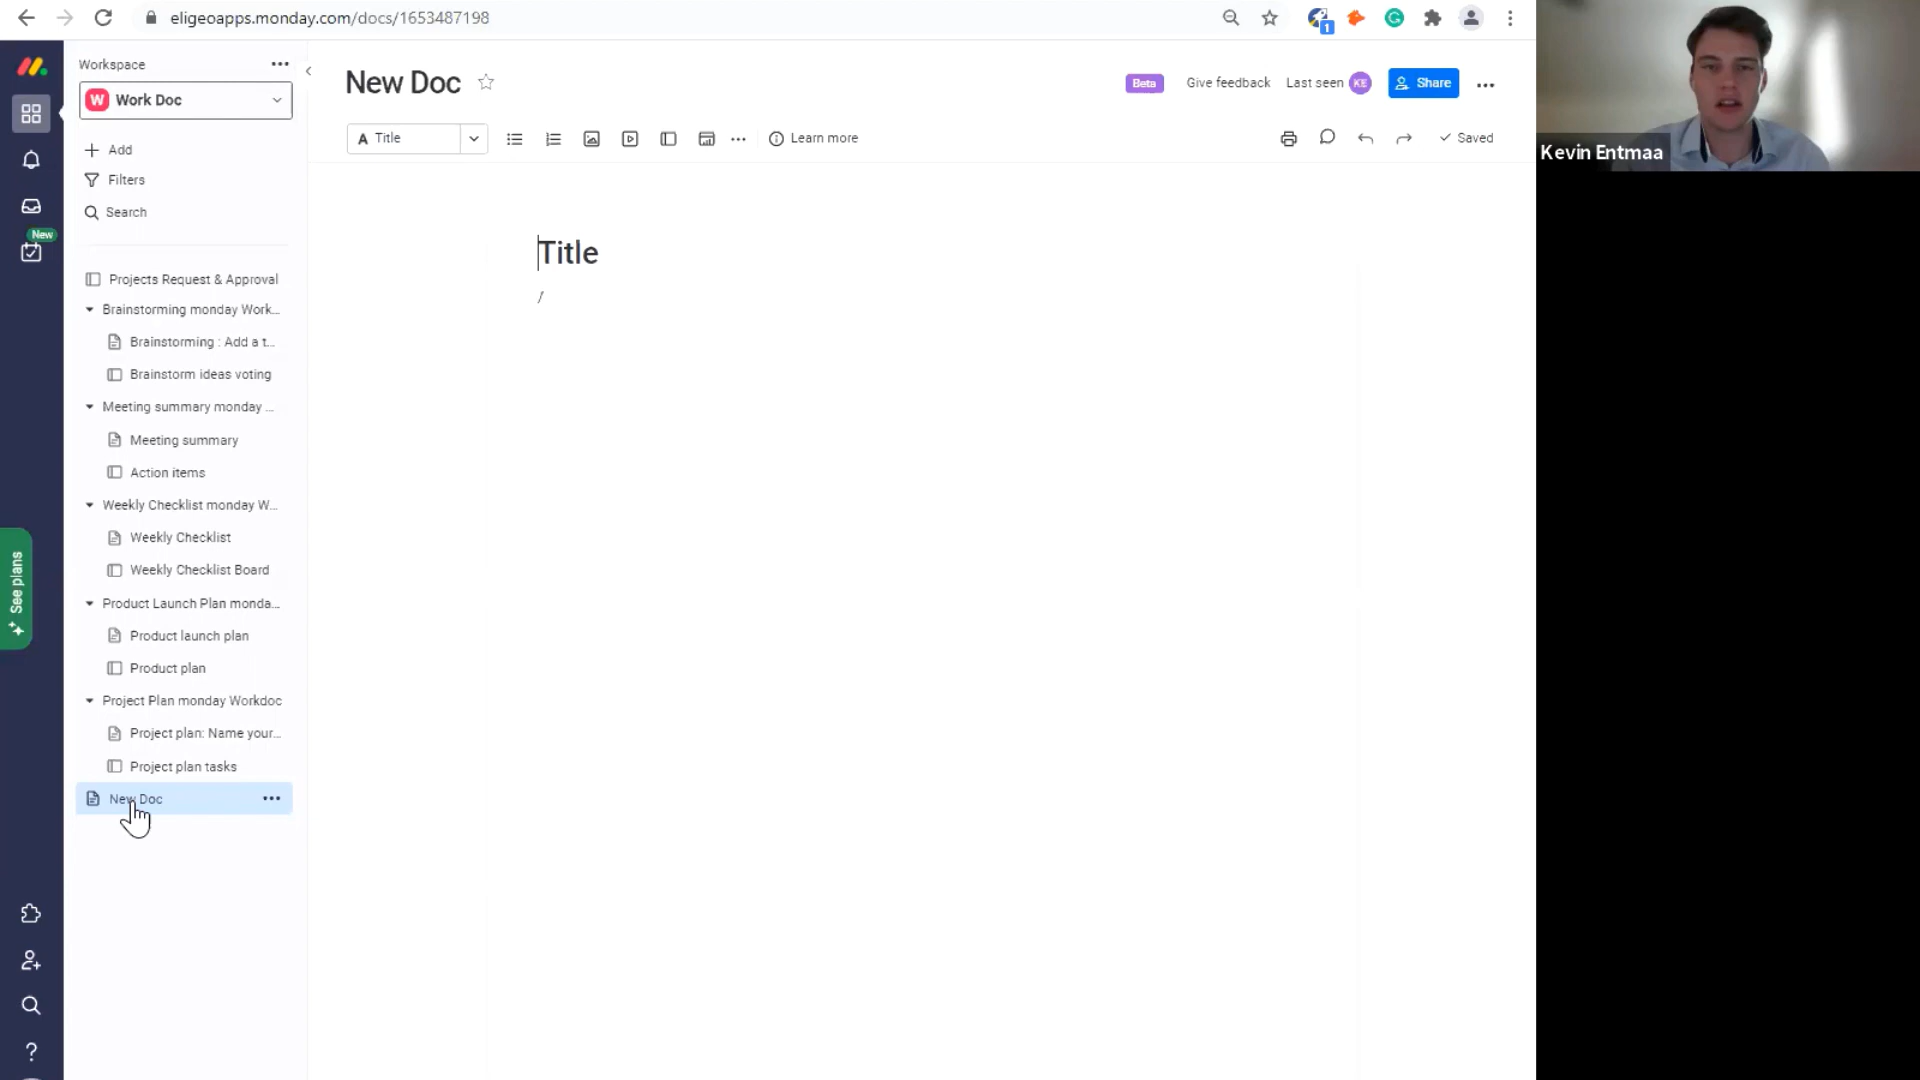 eligeoapps.monday.com/docs/1653487198
1
Workspace
W Work Doc
Add
Filters
Search
New
Projects Request & Approval
Brainstorming monday Work...
Brainstorming : Add a t...
Brainstorm ideas voting
Meeting summary monday ...
Meeting summary
Action items
Weekly Checklist monday W...
Weekly Checklist
Weekly Checklist Board
Product Launch Plan monda...
Product launch plan
Product plan
Project Plan monday Workdoc
Project plan: Name your...
Project plan tasks
New Doc
See plans
?
New Doc
Beta
Give feedback
Last seen
KE
Share
A Title
Learn more
Saved
Title
/
Kevin Entmaa